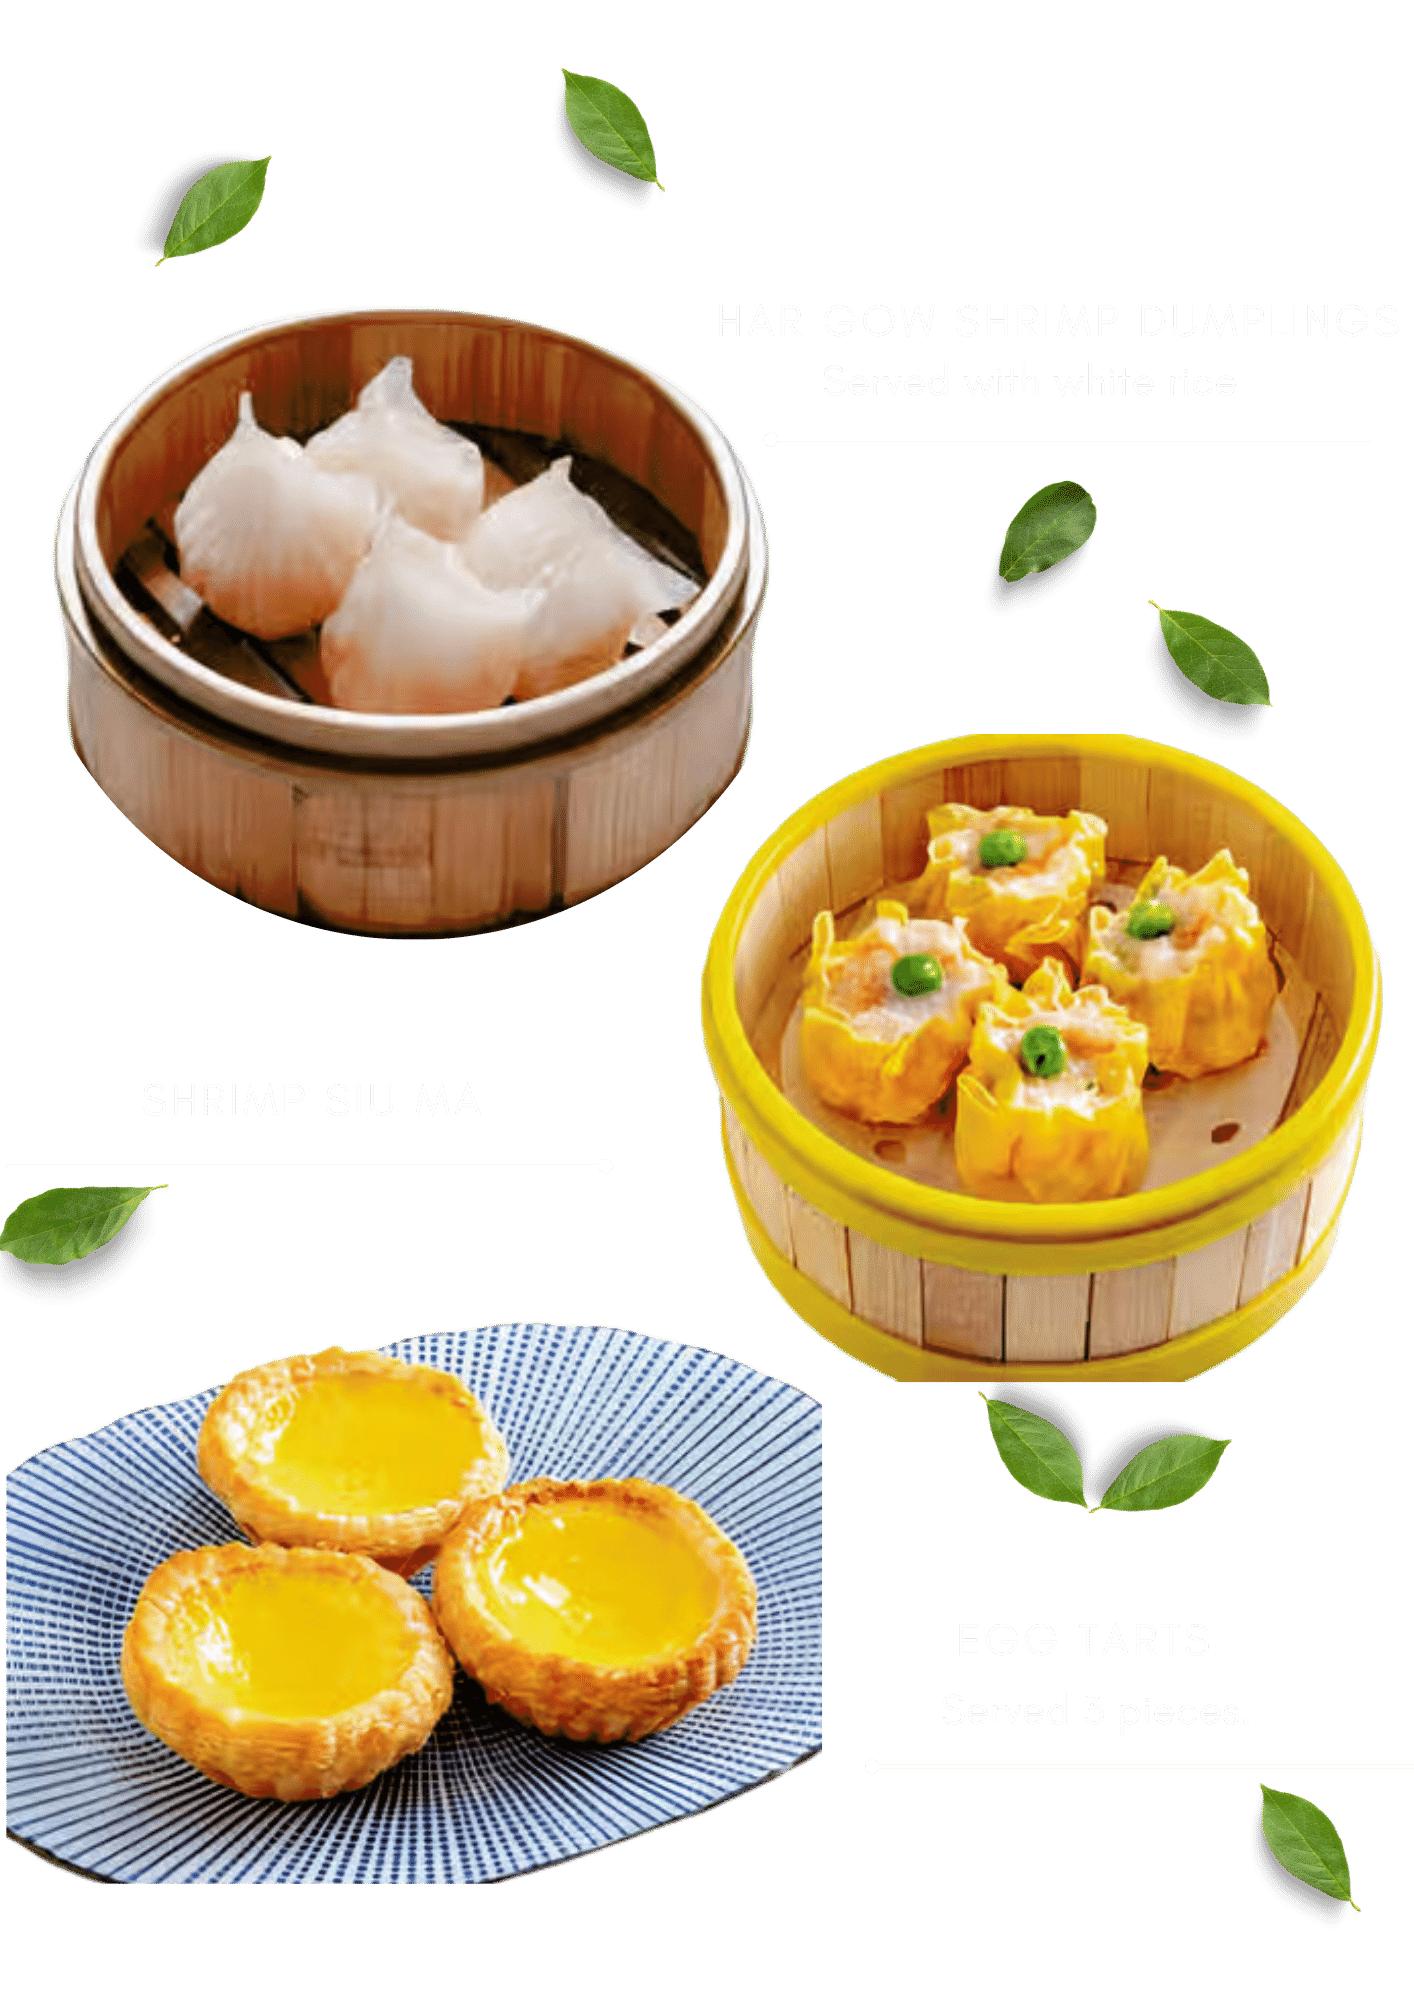 HAR GOW SHRIMP DUMPLINGS
Served with white rice
SHRIMP SIU MA
EGG TARTS
Served 3 pieces.